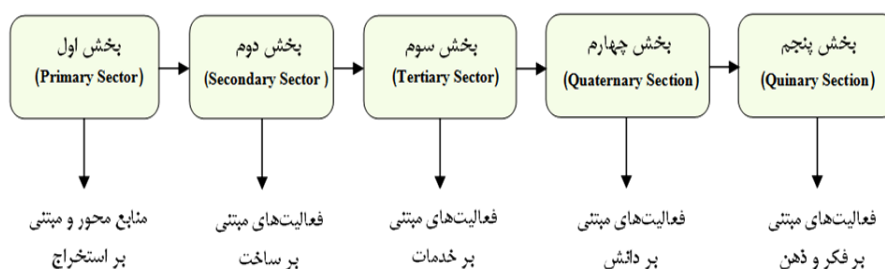 بخش اول
(Primary Sector)
بخش دوم
(Secondary Sector )
بخش سوم
(Tertiary Sector)
بخش چهارم
(Quaternary Section)
بخش پنجم
(Quinary Section)
منابع محور و مبتنی
بر استخراج
فعالیت‌های مبتنی
بر ساخت
فعالیت‌های مبتنی
بر خدمات
فعالیت‌های مبتنی
بر دانش
فعالیت‌های مبتنی
بر فکر و ذهن